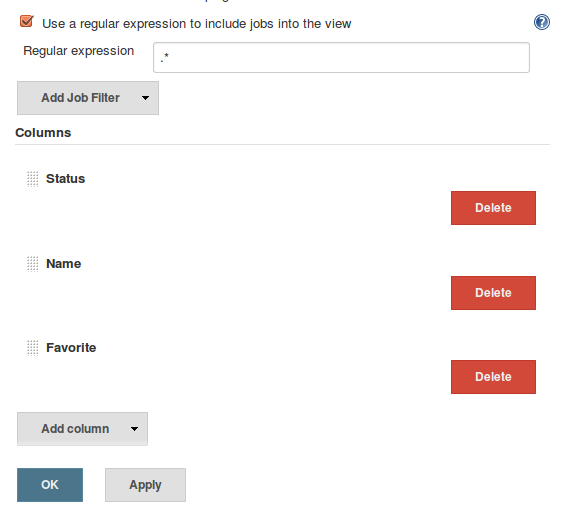 Use a regular expression to include jobs into the view
Regular expression
.*
Add Job Filter
Columns
Status
Delete
Name
Delete
Favorite
Delete
Add column
OK Apply